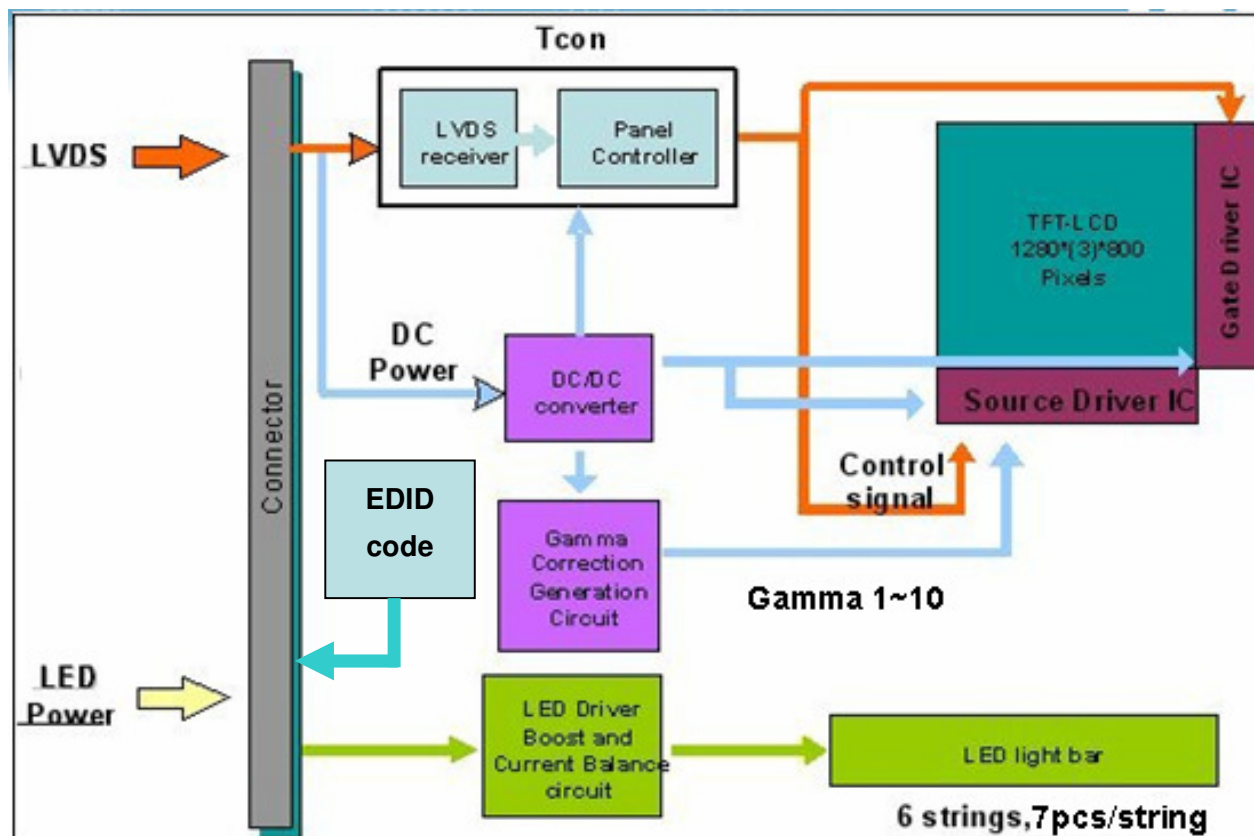 Tcon
LVDS
LVDS
receiver
Panel
Controller
TFT-LCD
1280*(3)*800
Pixels
Gate Driver IC
DC
Power
DC/DC
converter
Source Driver IC
Connector
EDID
code
Control
signal
Gamma
Correction
Generation
Circuit
Gamma 1~10
LED
Power
LED Driver
Boost and
Current Balance
circuit
LED light bar
6 strings,7pcs/string